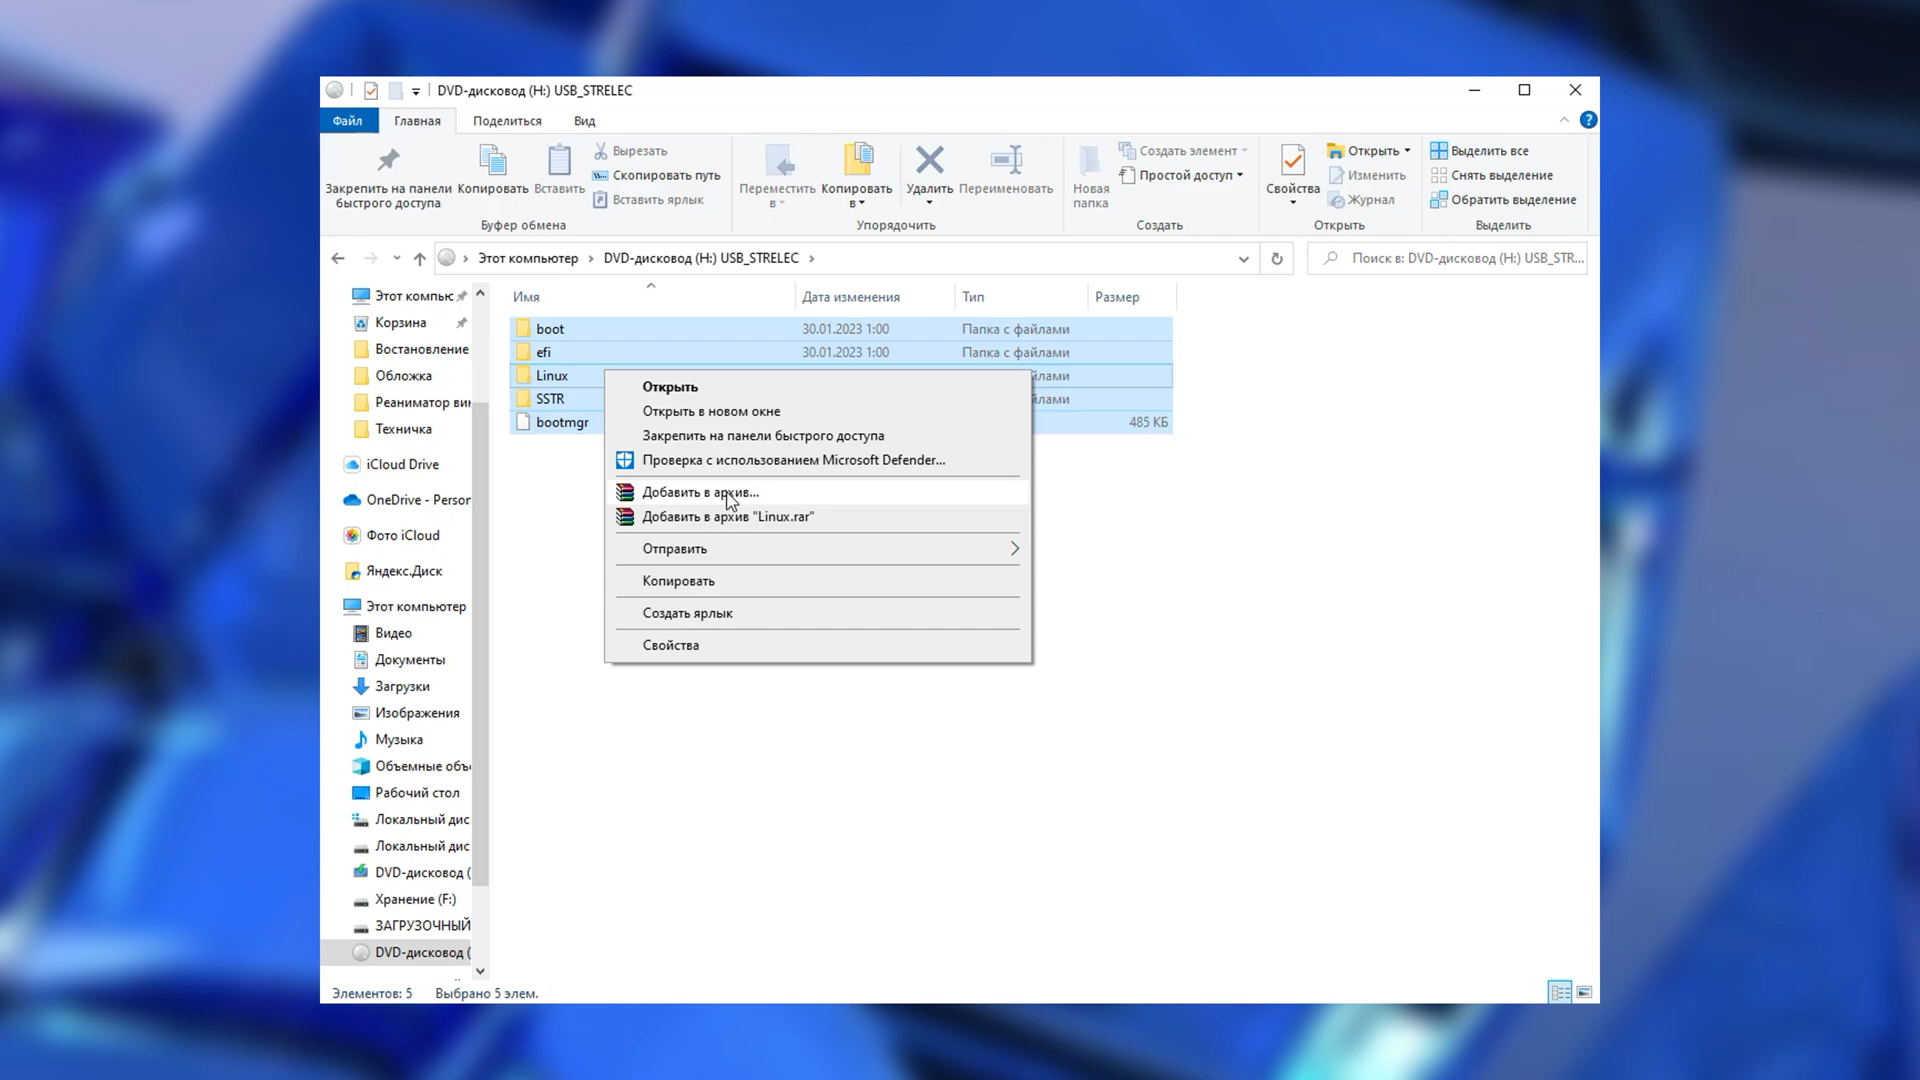 DVD-дисковод (H:) USB_STRELEC
Файл Главная Поделиться Вид
Закрепить на панели быстрого доступа
Копировать
Вставить
Вырезать
Скопировать путь
Вставить ярлык
Буфер обмена
Переместить в
Копировать в
Удалить
Переименовать
Упорядочить
Новая папка
Создать элемент
Простой доступ
Создать
Свойства
Открыть
Изменить
Журнал
Открыть
Выделить все
Снять выделение
Обратить выделение
Выделить
Этот компьютер › DVD-дисковод (H:) USB_STRELEC ›
Поиск в: DVD-дисковод (H:) USB_STR...
Этот компьк
Корзина
Востановление
Обложка
Реаниматор вин
Техничка
iCloud Drive
OneDrive - Person
Фото iCloud
Яндекс.Диск
Этот компьютер
Видео
Документы
Загрузки
Изображения
Музыка
Объемные объ
Рабочий стол
Локальный дис
Локальный дис
DVD-дисковод (
Хранение (F:)
ЗАГРУЗОЧНЫЙ
DVD-дисковод (
Имя Дата изменения Тип Размер
boot 30.01.2023 1:00 Папка с файлами
efi 30.01.2023 1:00 Папка с файлами
Linux йлами
SSTR йлами
bootmgr 485 КБ
Открыть
Открыть в новом окне
Закрепить на панели быстрого доступа
Проверка с использованием Microsoft Defender...
Добавить в архив...
Добавить в архив "Linux.rar"
Отправить
Копировать
Создать ярлык
Свойства
Элементов: 5 Выбрано 5 элем.